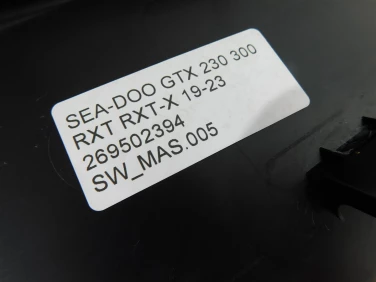 SEA-DOO GTX 230 300
RXT RXT-X 19-23
269502394
SW_MAS.005